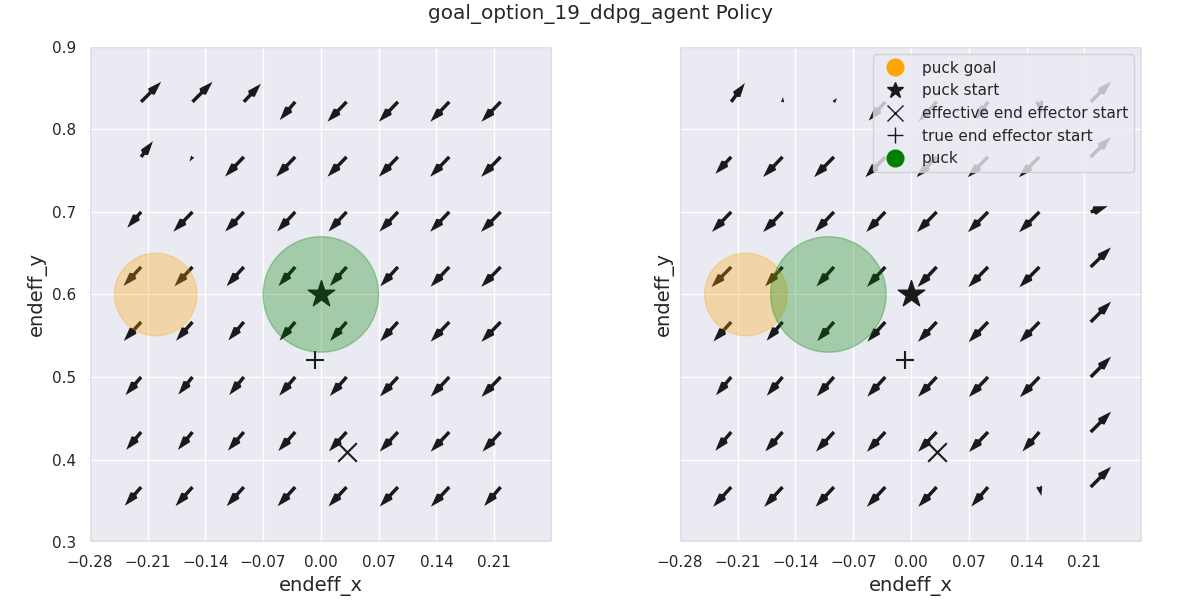 goal_option_19_ddpg_agent Policy
0.9
0.8
0.7
0.6
0.5
0.4
0.3
endeff_y
−0.28 −0.21 −0.14 −0.07 0.00 0.07 0.14 0.21
endeff_x
puck goal
puck start
effective end effector start
true end effector start
puck
endeff_y
−0.28 −0.21 −0.14 −0.07 0.00 0.07 0.14 0.21
endeff_x